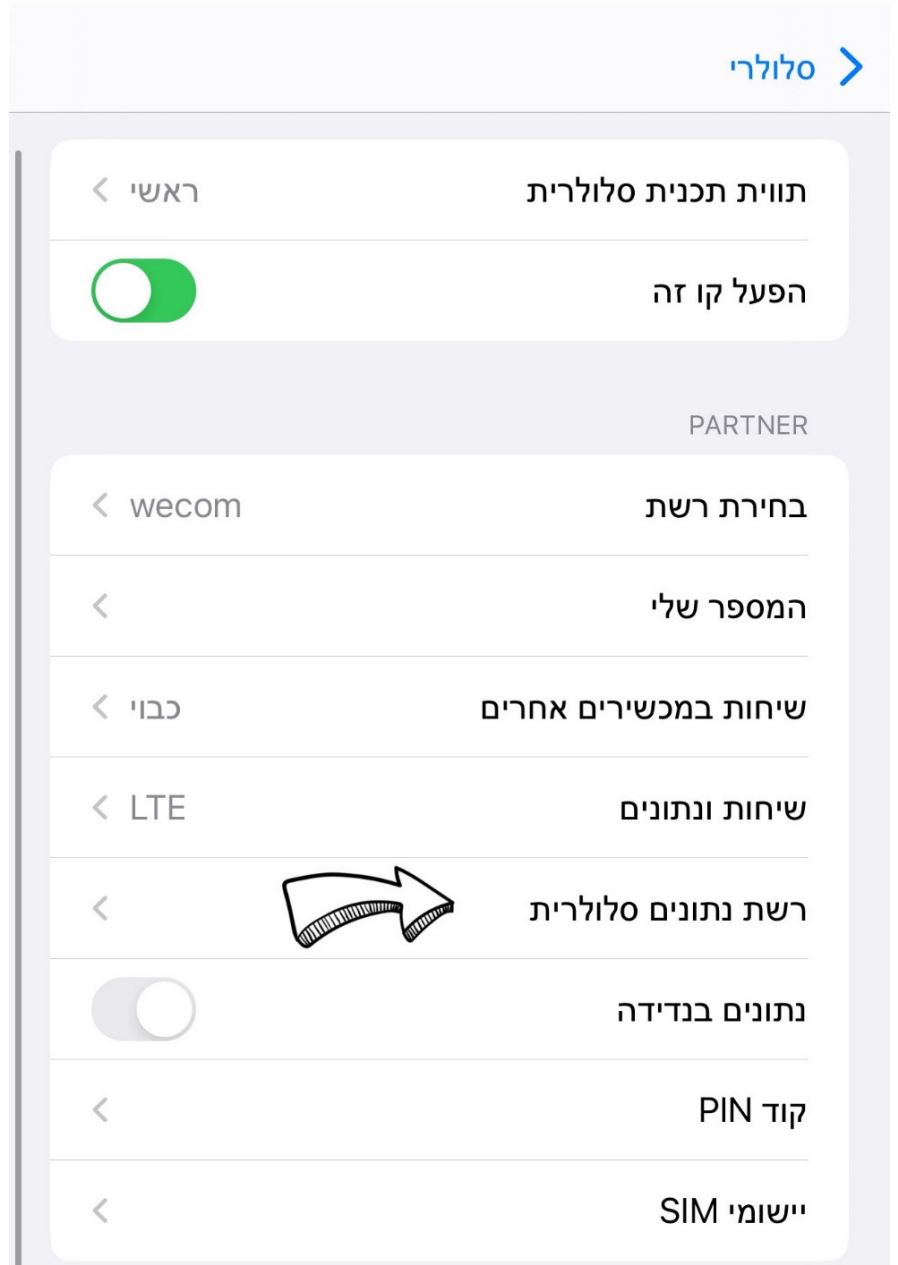 סלולרי
תווית תכנית סלולרית ראשי
הפעל קו זה
PARTNER
בחירת רשת wecom
המספר שלי
שיחות במכשירים אחרים כבוי
שיחות ונתונים LTE
רשת נתונים סלולרית
נתונים בנדידה
קוד PIN
יישומי SIM